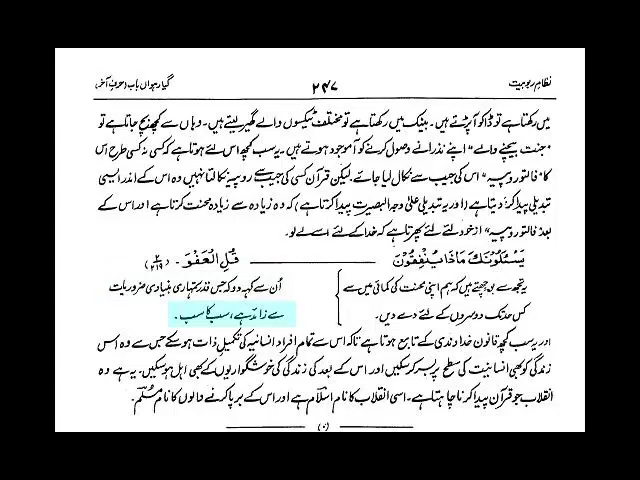 نظامِ ربوبیت ۲۴۷ گیارہواں باب (حرفِ آخر)
میں رکھتا ہے تو ڈاکو آ پڑتے ہیں۔ بینک میں رکھتا ہے تو مختلف ٹیکسوں والے گھیر لیتے ہیں۔ وہاں سے کچھ بچ جاتا ہے تو
"جنت بیچنے والے" اپنے نذرانے وصول کرنے کو آ موجود ہوتے ہیں۔ یہ سب کچھ اس لئے ہوتا ہے کہ کسی نہ کسی طرح اس
کا "فالتو روپیہ" اس کی جیب سے نکال لیا جائے۔ لیکن قرآن کسی کی جیب سے روپیہ نکالتا نہیں وہ اس کے اندر ایسی
تبدیلی پیدا کر دیتا ہے (اور یہ تبدیلی علیٰ وجہ البصیرت پیدا کرتا ہے) کہ وہ زیادہ سے زیادہ محنت کرتا ہے اور اس کے
بعد "فالتو روپیہ" از خود لئے لئے پھرتا ہے کہ خدا کے لئے اسے لے لو۔
يَسْئَلُوْنَكَ مَاذَا يُنْفِقُوْنَ ——— قُلِ الْعَفْوَ۔ (۲/۲۱۹)
یہ تجھ سے پوچھتے ہیں کہ ہم اپنی محنت کی کمائی میں سے
کس حد تک دوسروں کے لئے دے دیں۔
اُن سے کہہ دو کہ جس قدر تمہاری بنیادی ضروریات
سے زائد ہے، سب کا سب۔
اور یہ سب کچھ قانونِ خداوندی کے تابع ہوتا ہے تاکہ اس سے تمام افرادِ انسانیہ کی تکمیلِ ذات ہو سکے جس سے وہ اس
زندگی کو بھی انسانیت کی سطح پر بسر کر سکیں اور اس کے بعد کی زندگی کی خوشگواریوں کے بھی اہل ہو سکیں۔ یہ ہے وہ
انقلاب جو قرآن پیدا کرنا چاہتا ہے۔ اسی انقلاب کا نام اسلام ہے اور اس کے برپا کرنے والوں کا نام مسلم۔
(۰)